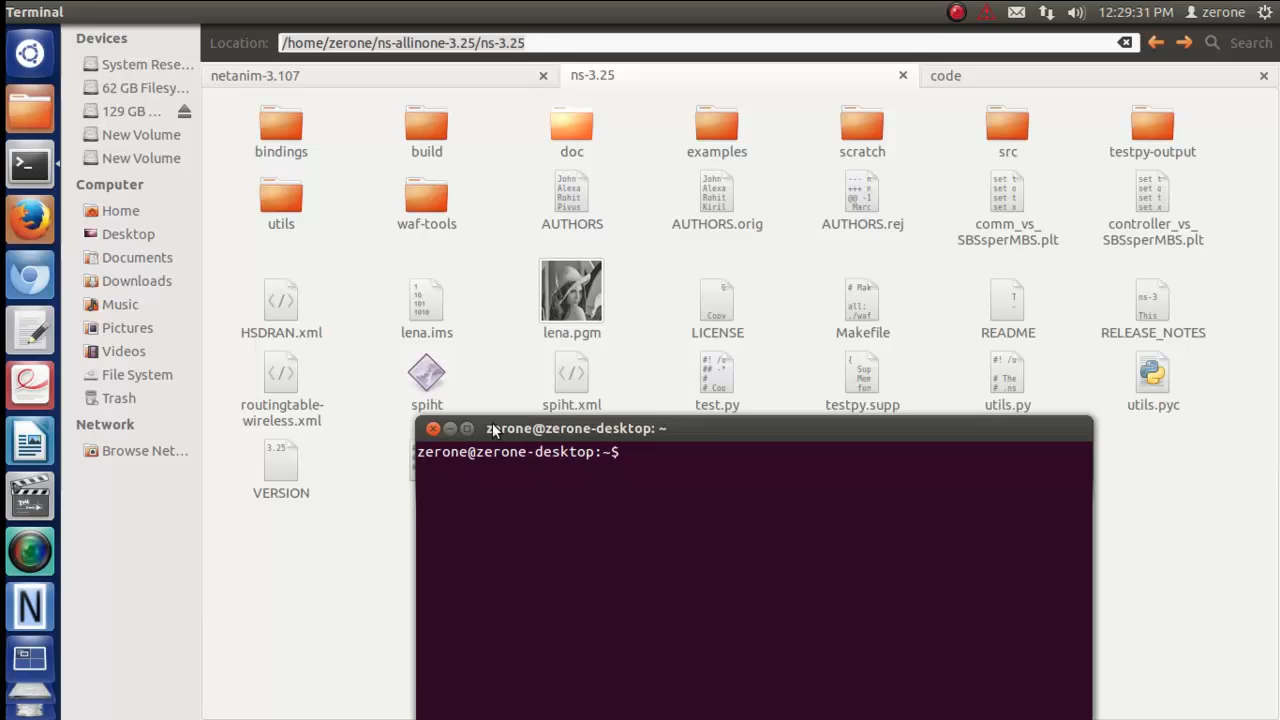 Terminal
12:29:31 PM
zerone
Devices
System Rese...
62 GB Filesy...
129 GB ...
New Volume
New Volume
Computer
Home
Desktop
Documents
Downloads
Music
Pictures
Videos
File System
Trash
Network
Browse Net...
Location:
/home/zerone/ns-allinone-3.25/ns-3.25
Search
netanim-3.107
ns-3.25
code
bindings
build
doc
examples
scratch
src
testpy-output
utils
waf-tools
AUTHORS
AUTHORS.orig
AUTHORS.rej
comm_vs_
SBSsperMBS.plt
controller_vs_
SBSsperMBS.plt
HSDRAN.xml
lena.ims
lena.pgm
LICENSE
Makefile
README
RELEASE_NOTES
routingtable-
wireless.xml
spiht
spiht.xml
test.py
testpy.supp
utils.py
utils.pyc
3.25
VERSION
zerone@zerone-desktop: ~
zerone@zerone-desktop:~$